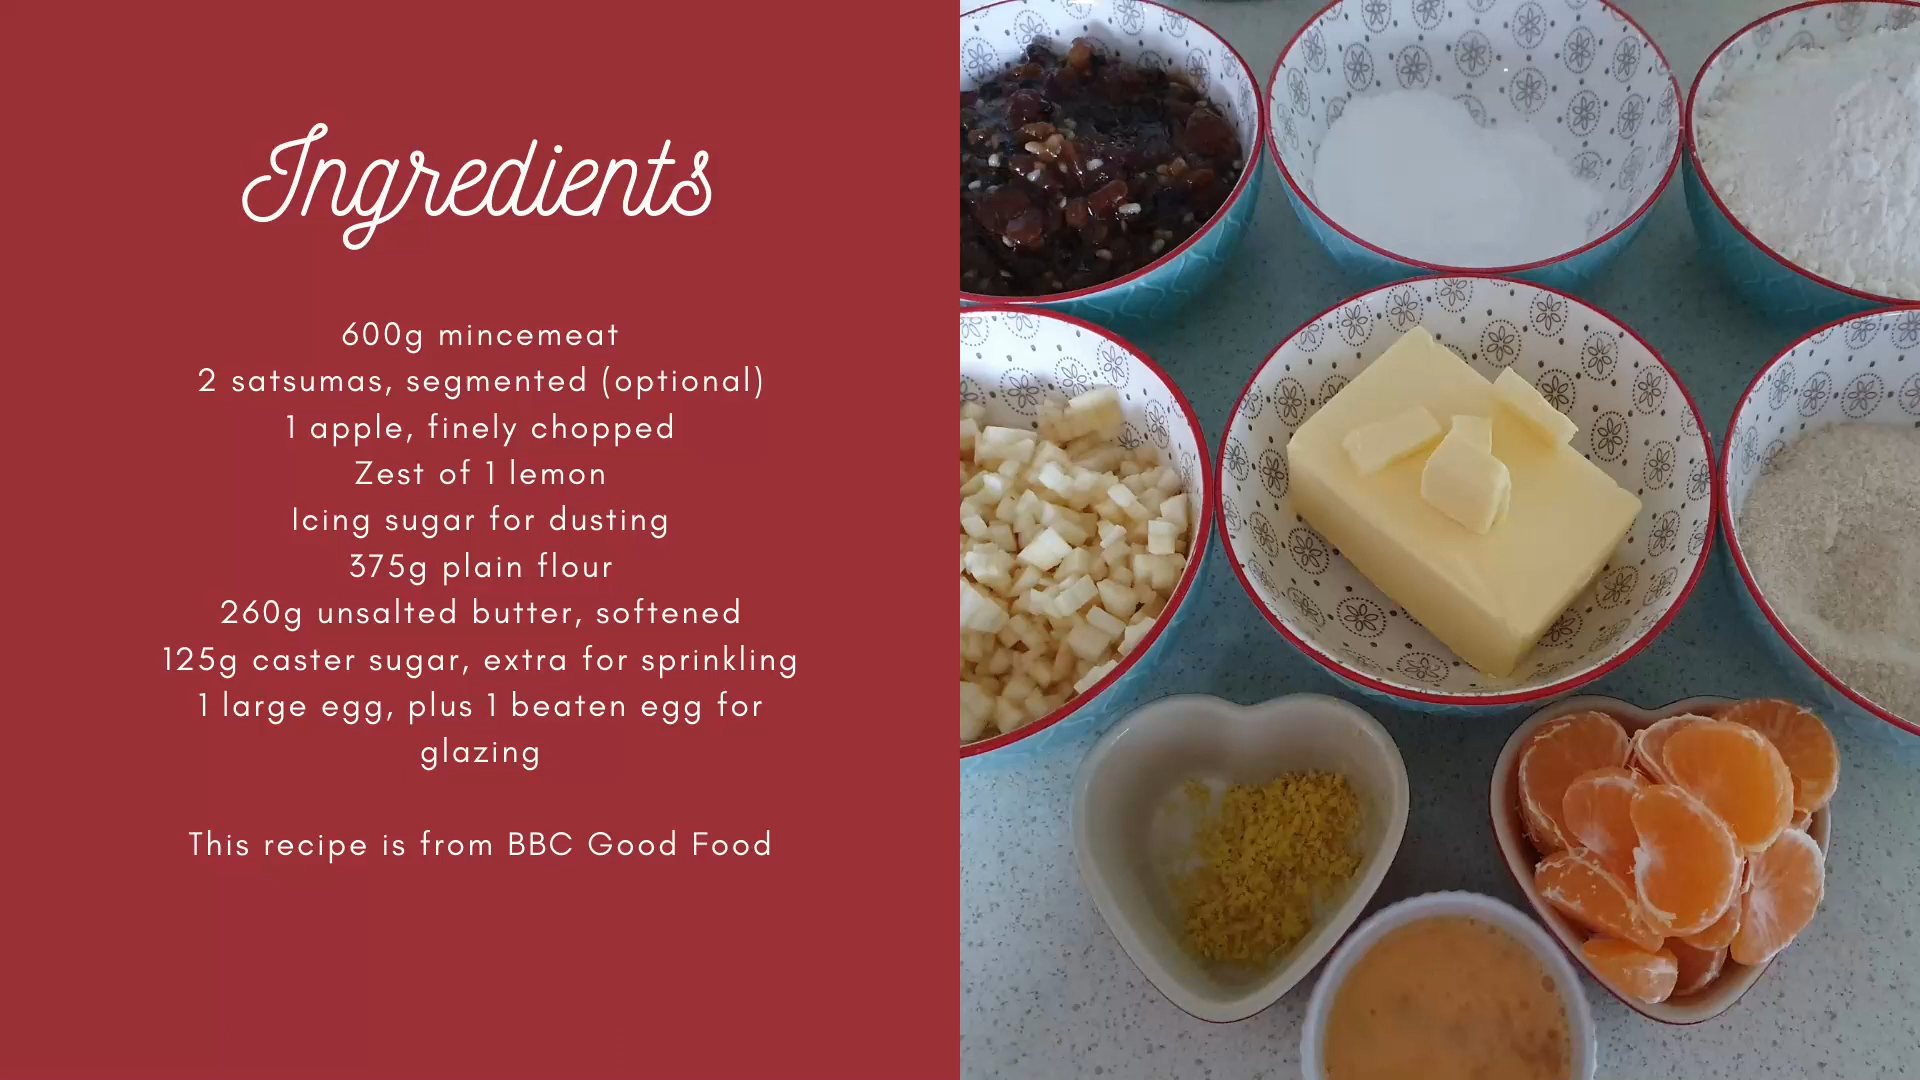 Ingredients
600g mincemeat
2 satsumas, segmented (optional)
1 apple, finely chopped
Zest of 1 lemon
Icing sugar for dusting
375g plain flour
260g unsalted butter, softened
125g caster sugar, extra for sprinkling
1 large egg, plus 1 beaten egg for
glazing
This recipe is from BBC Good Food